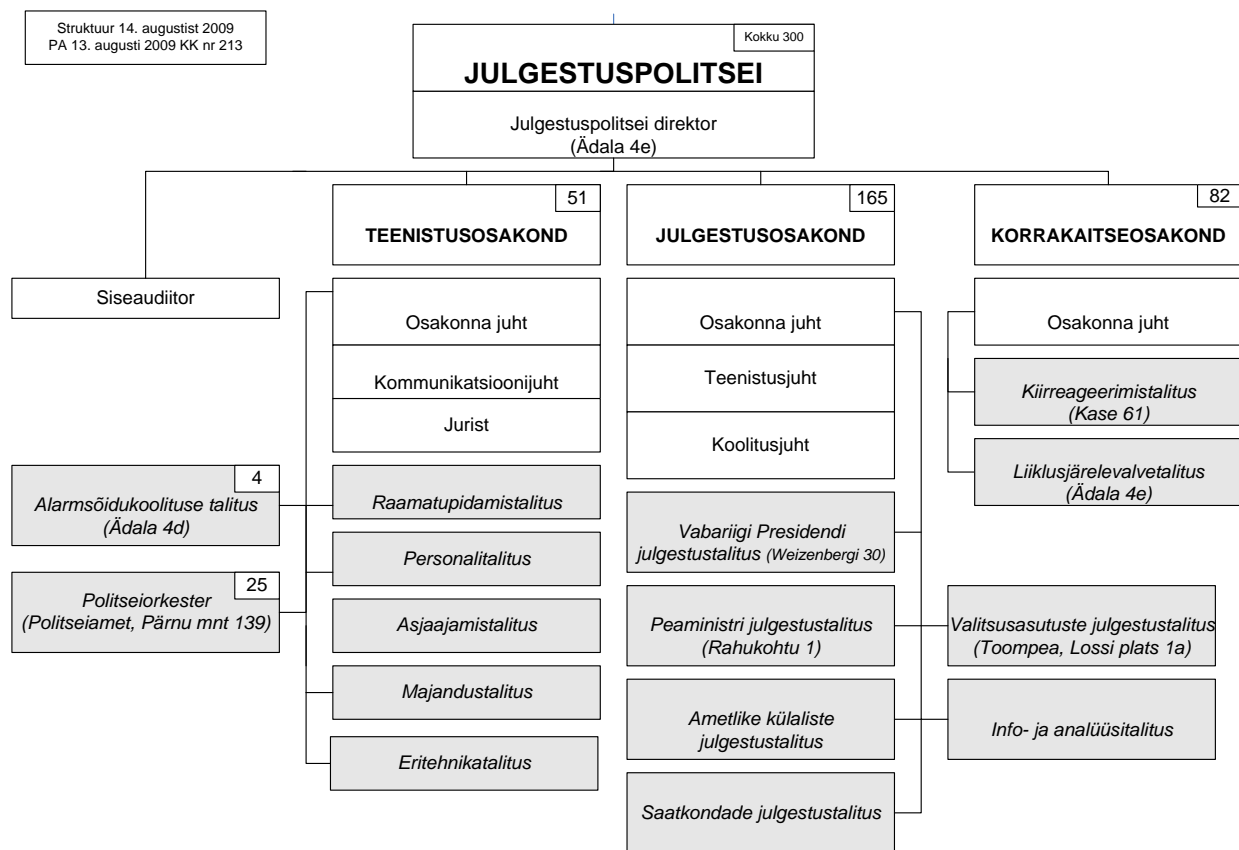 Struktuur 14. augustist 2009
PA 13. augusti 2009 KK nr 213
Kokku 300
JULGESTUSPOLITSEI
Julgestuspolitsei direktor
(Ädala 4e)
Siseaudiitor
51
TEENISTUSOSAKOND
Osakonna juht
Kommunikatsioonijuht
Jurist
4
Alarmsõidukoolituse talitus
(Ädala 4d)
25
Politseiorkester
(Politseiamet, Pärnu mnt 139)
Raamatupidamistalitus
Personalitalitus
Asjaajamistalitus
Majandustalitus
Eritehnikatalitus
165
JULGESTUSOSAKOND
Osakonna juht
Teenistusjuht
Koolitusjuht
Vabariigi Presidendi
julgestustalitus (Weizenbergi 30)
Peaministri julgestustalitus
(Rahukohtu 1)
Ametlike külaliste
julgestustalitus
Saatkondade julgestustalitus
Valitsusasutuste julgestustalitus
(Toompea, Lossi plats 1a)
Info- ja analüüsitalitus
82
KORRAKAITSEOSAKOND
Osakonna juht
Kiirreageerimistalitus
(Kase 61)
Liiklusjärelevalvetalitus
(Ädala 4e)